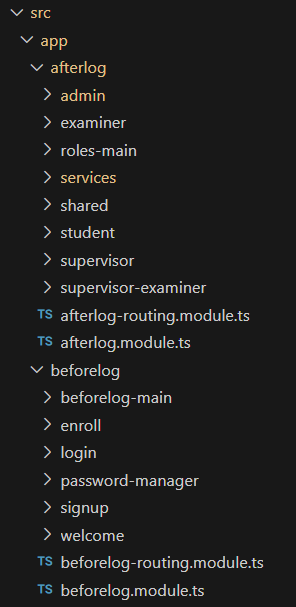 src
app
afterlog
admin
examiner
roles-main
services
shared
student
supervisor
supervisor-examiner
TS afterlog-routing.module.ts
TS afterlog.module.ts
beforelog
beforelog-main
enroll
login
password-manager
signup
welcome
TS beforelog-routing.module.ts
TS beforelog.module.ts